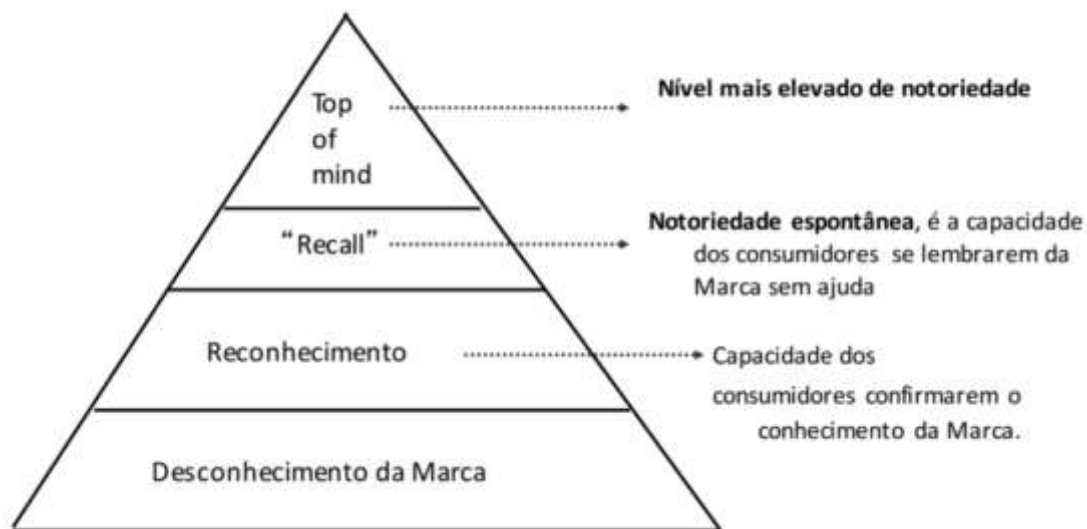 Top
of
mind
Nível mais elevado de notoriedade
“Recall”
Notoriedade espontânea, é a capacidade
dos consumidores se lembrarem da
Marca sem ajuda
Reconhecimento
Capacidade dos
consumidores confirmarem o
conhecimento da Marca.
Desconhecimento da Marca